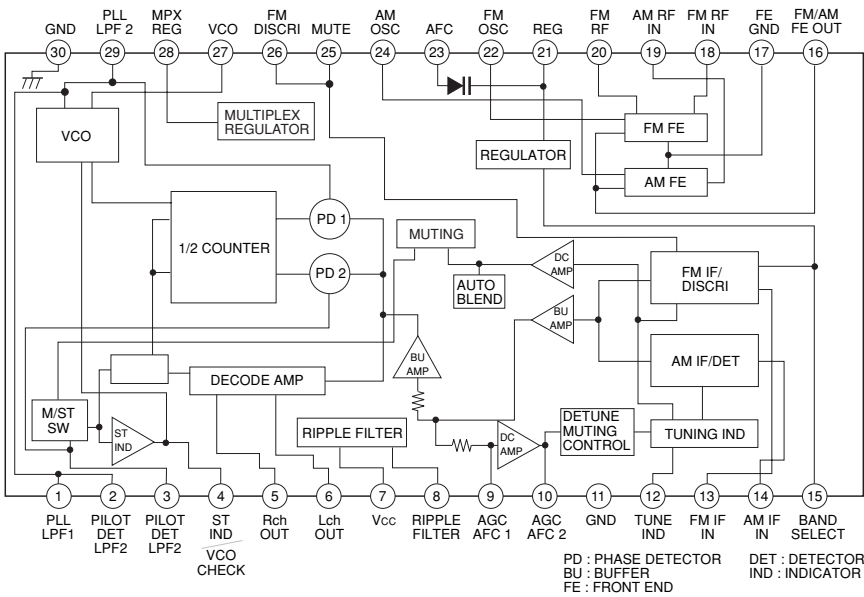 GND
PLL
LPF 2
MPX
REG
VCO
FM
DISCRI
MUTE
AM
OSC
AFC
FM
OSC
REG
FM
RF
AM RF
IN
FM RF
IN
FE
GND
FM/AM
FE OUT
30
29
28
27
26
25
24
23
22
21
20
19
18
17
16
VCO
MULTIPLEX
REGULATOR
REGULATOR
FM FE
AM FE
1/2 COUNTER
PD 1
PD 2
MUTING
AUTO
BLEND
DC
AMP
BU
AMP
FM IF/
DISCRI
AM IF/DET
BU
AMP
DECODE AMP
M/ST
SW
ST
IND
RIPPLE FILTER
DC
AMP
DETUNE
MUTING
CONTROL
TUNING IND
1
2
3
4
5
6
7
8
9
10
11
12
13
14
15
PLL
LPF1
PILOT
DET
LPF2
PILOT
DET
LPF2
ST
IND
VCO
CHECK
Rch
OUT
Lch
OUT
Vcc
RIPPLE
FILTER
AGC
AFC 1
AGC
AFC 2
GND
TUNE
IND
FM IF
IN
AM IF
IN
BAND
SELECT
PD : PHASE DETECTOR
BU : BUFFER
FE : FRONT END
DET : DETECTOR
IND : INDICATOR